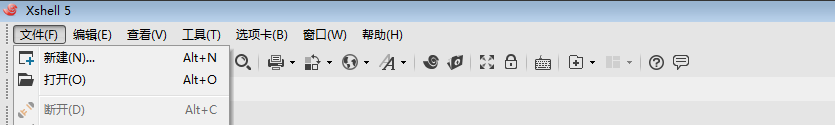 Xshell 5
文件(F) 编辑(E) 查看(V) 工具(T) 选项卡(B) 窗口(W) 帮助(H)
新建(N)... Alt+N
打开(O) Alt+O
断开(D) Alt+C